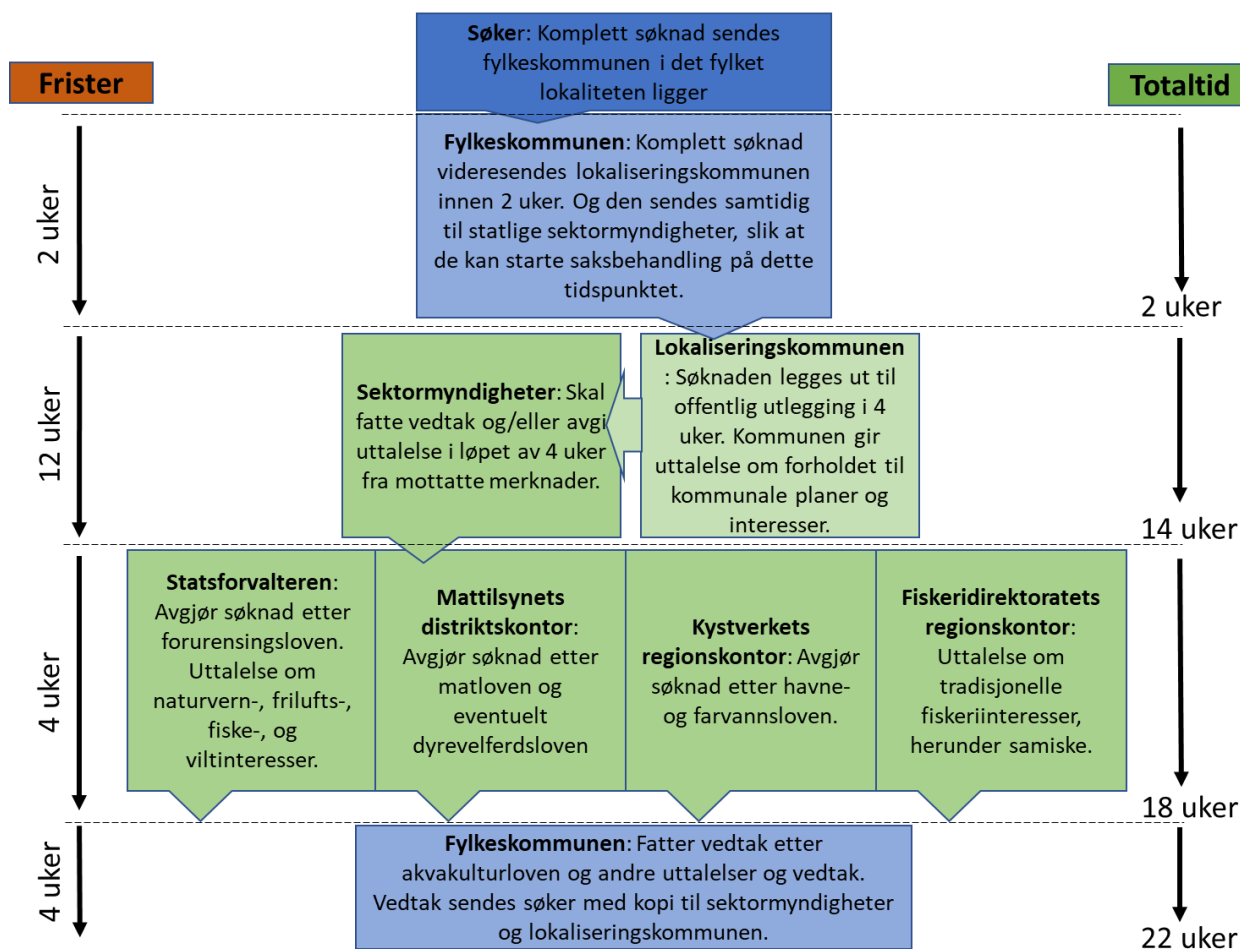 Søker: Komplett søknad sendes
fylkeskommunen i det fylket
lokaliteten ligger
Frister
Totaltid
Fylkeskommunen: Komplett søknad
videresendes lokaliseringskommunen
innen 2 uker. Og den sendes samtidig
til statlige sektormyndigheter, slik at
de kan starte saksbehandling på dette
tidspunktet.
2 uker
2 uker
Sektormyndigheter: Skal
fatte vedtak og/eller avgi
uttalelse i løpet av 4 uker
fra mottatte merknader.
Lokaliseringskommunen
: Søknaden legges ut til
offentlig utlegging i 4
uker. Kommunen gir
uttalelse om forholdet til
kommunale planer og
interesser.
12 uker
14 uker
Statsforvalteren:
Avgjør søknad etter
forurensingsloven.
Uttalelse om
naturvern-, frilufts-,
fiske-, og
viltinteresser.
Mattilsynets
distriktskontor:
Avgjør søknad etter
matloven og
eventuelt
dyrevelferdsloven
Kystverkets
regionskontor: Avgjør
søknad etter havne-
og farvannsloven.
Fiskeridirektoratets
regionskontor:
Uttalelse om
tradisjonelle
fiskeriinteresser,
herunder samiske.
4 uker
18 uker
Fylkeskommunen: Fatter vedtak etter
akvakulturloven og andre uttalelser og vedtak.
Vedtak sendes søker med kopi til sektormyndigheter
og lokaliseringskommunen.
4 uker
22 uker